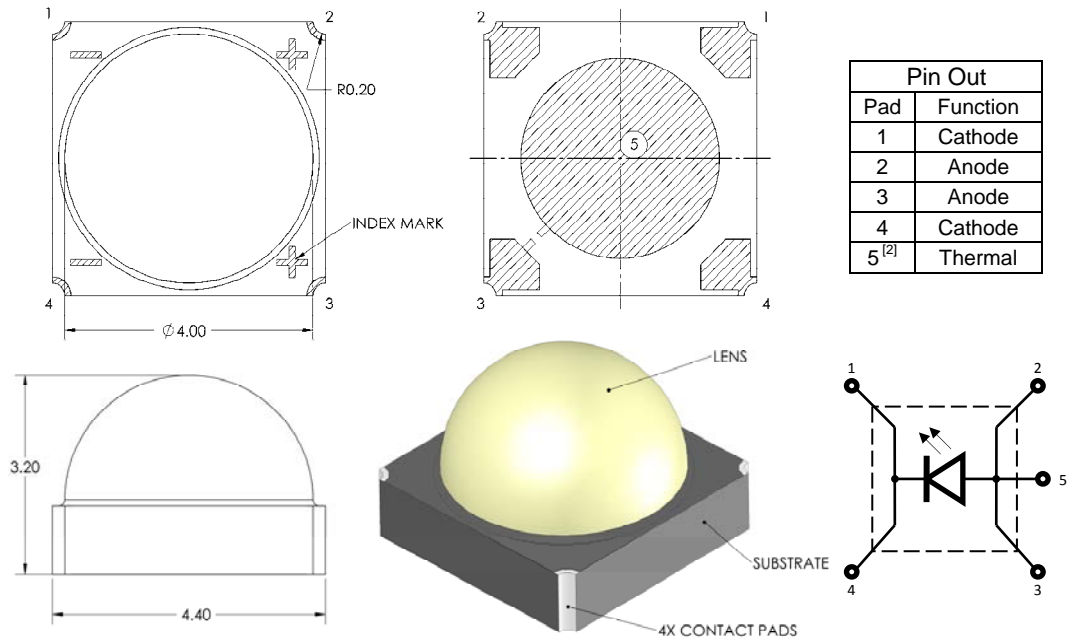 1
2
R0.20
INDEX MARK
4
3
Ø4.00
2
1
5
3
4
Pin Out
Pad Function
1 Cathode
2 Anode
3 Anode
4 Cathode
5[2] Thermal
3.20
4.40
LENS
SUBSTRATE
4X CONTACT PADS
1
2
5
4
3